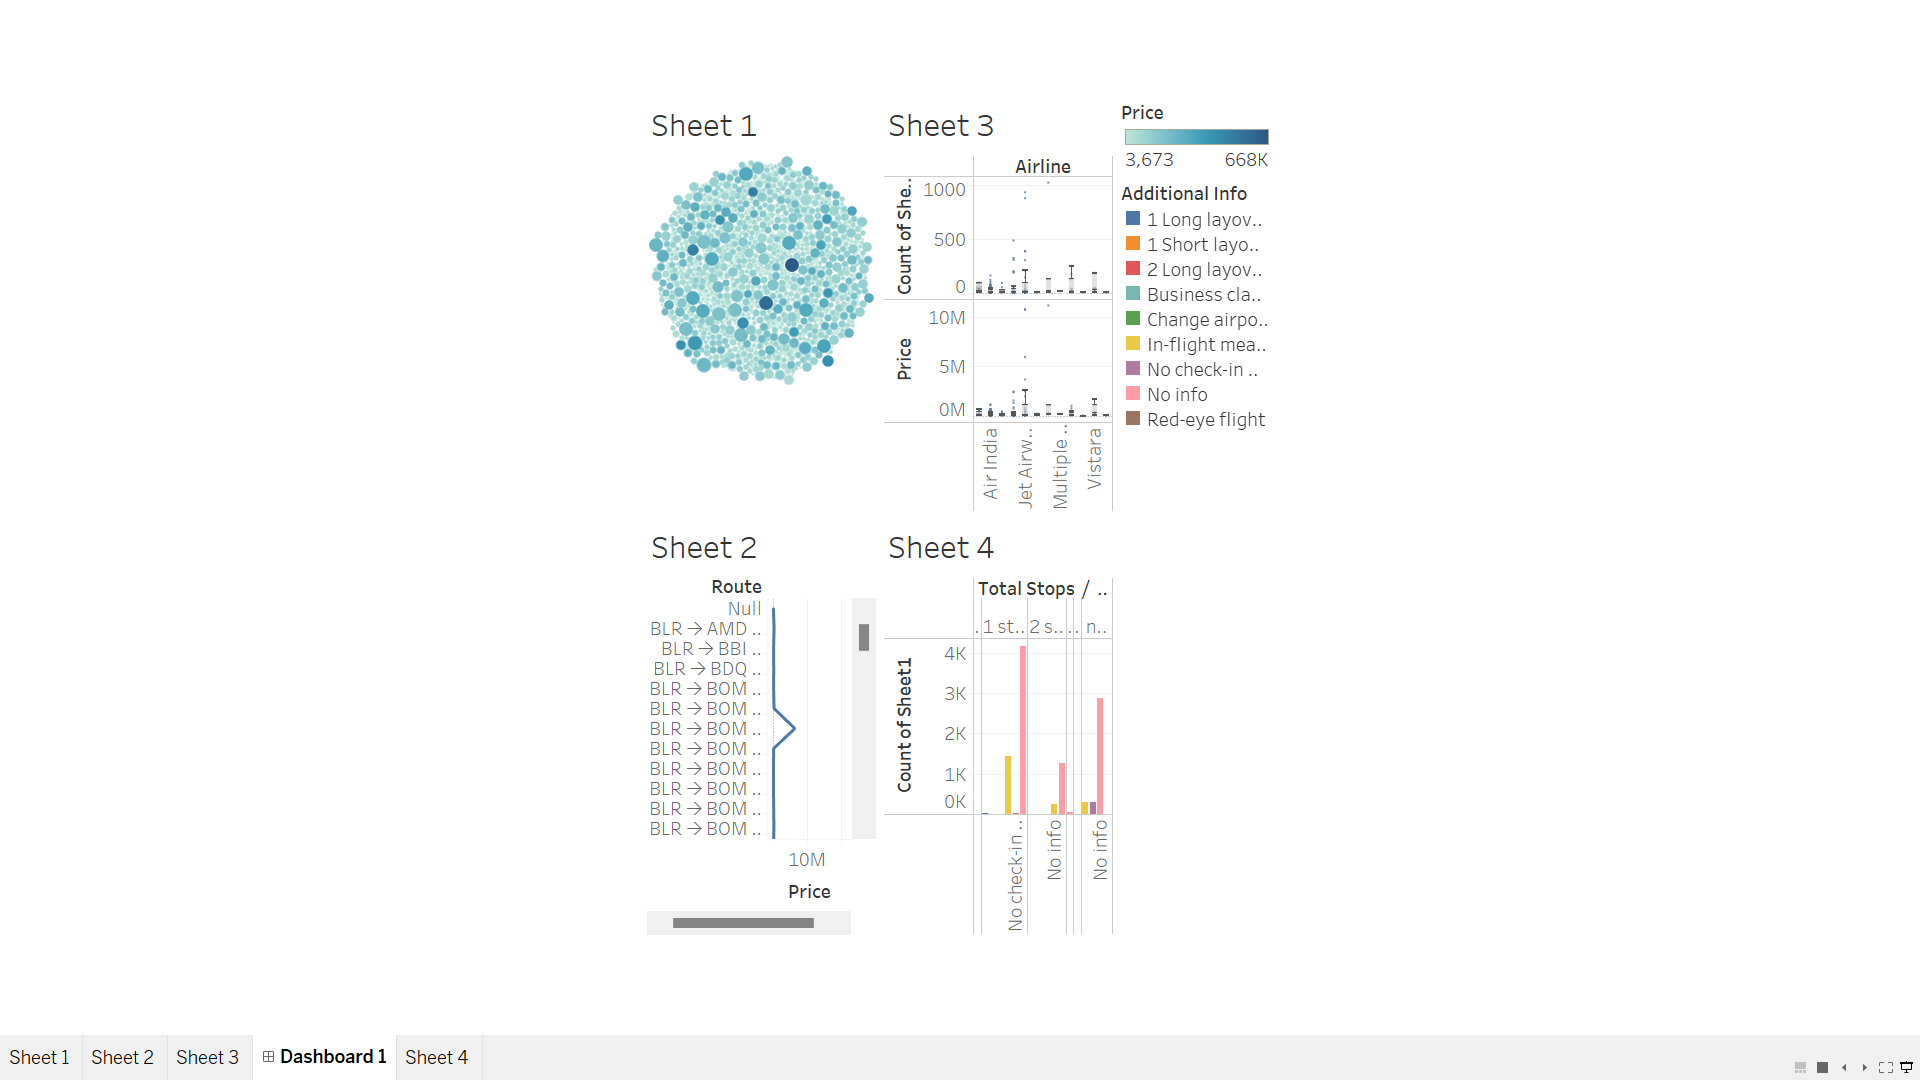 Sheet 1
Sheet 3
Airline
Count of She..
1000
500
0
Price
10M
5M
0M
Air India
Jet Airw..
Multiple ..
Vistara
Price
3,673
668K
Additional Info
1 Long layov..
1 Short layo..
2 Long layov..
Business cla..
Change airpo..
In-flight mea..
No check-in ..
No info
Red-eye flight
Sheet 2
Route
Null
BLR → AMD ..
BLR → BBI ..
BLR → BDQ ..
BLR → BOM ..
BLR → BOM ..
BLR → BOM ..
BLR → BOM ..
BLR → BOM ..
BLR → BOM ..
BLR → BOM ..
BLR → BOM ..
10M
Price
Sheet 4
Total Stops / ..
. 1 st.. 2 s.. .. n..
Count of Sheet1
4K
3K
2K
1K
0K
No check-in ..
No info
No info
Sheet 1
Sheet 2
Sheet 3
Dashboard 1
Sheet 4